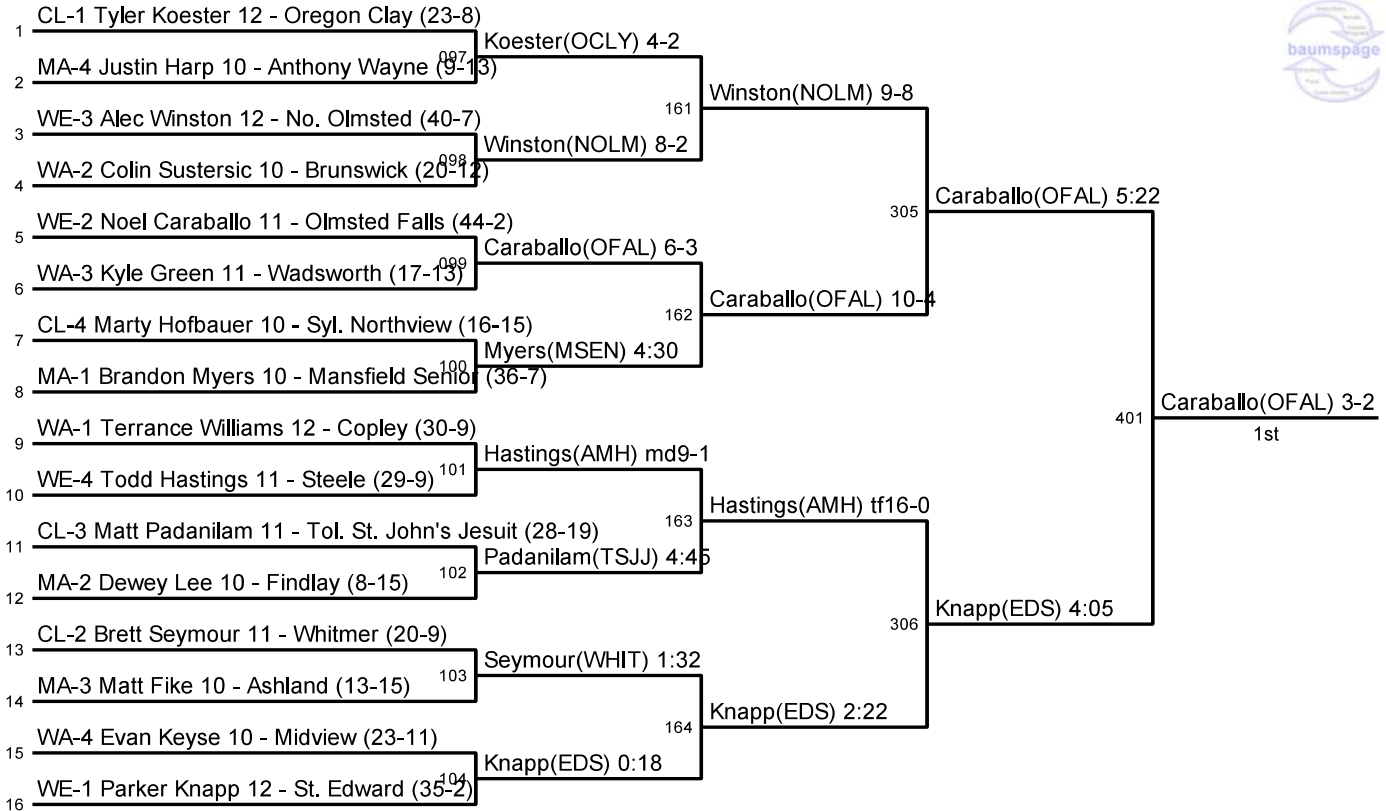 baumspage
1 CL-1 Tyler Koester 12 - Oregon Clay (23-8)
097 Koester(OCLY) 4-2
2 MA-4 Justin Harp 10 - Anthony Wayne (9-13)
161 Winston(NOLM) 9-8
3 WE-3 Alec Winston 12 - No. Olmsted (40-7)
098 Winston(NOLM) 8-2
4 WA-2 Colin Sustersic 10 - Brunswick (20-12)
305 Caraballo(OFAL) 5:22
5 WE-2 Noel Caraballo 11 - Olmsted Falls (44-2)
099 Caraballo(OFAL) 6-3
6 WA-3 Kyle Green 11 - Wadsworth (17-13)
162 Caraballo(OFAL) 10-4
7 CL-4 Marty Hofbauer 10 - Syl. Northview (16-15)
100 Myers(MSEN) 4:30
8 MA-1 Brandon Myers 10 - Mansfield Senior (36-7)
401 Caraballo(OFAL) 3-2
1st
9 WA-1 Terrance Williams 12 - Copley (30-9)
101 Hastings(AMH) md9-1
10 WE-4 Todd Hastings 11 - Steele (29-9)
163 Hastings(AMH) tf16-0
11 CL-3 Matt Padanilam 11 - Tol. St. John's Jesuit (28-19)
102 Padanilam(TSJJ) 4:45
12 MA-2 Dewey Lee 10 - Findlay (8-15)
306 Knapp(EDS) 4:05
13 CL-2 Brett Seymour 11 - Whitmer (20-9)
103 Seymour(WHIT) 1:32
14 MA-3 Matt Fike 10 - Ashland (13-15)
164 Knapp(EDS) 2:22
15 WA-4 Evan Keyse 10 - Midview (23-11)
104 Knapp(EDS) 0:18
16 WE-1 Parker Knapp 12 - St. Edward (35-2)